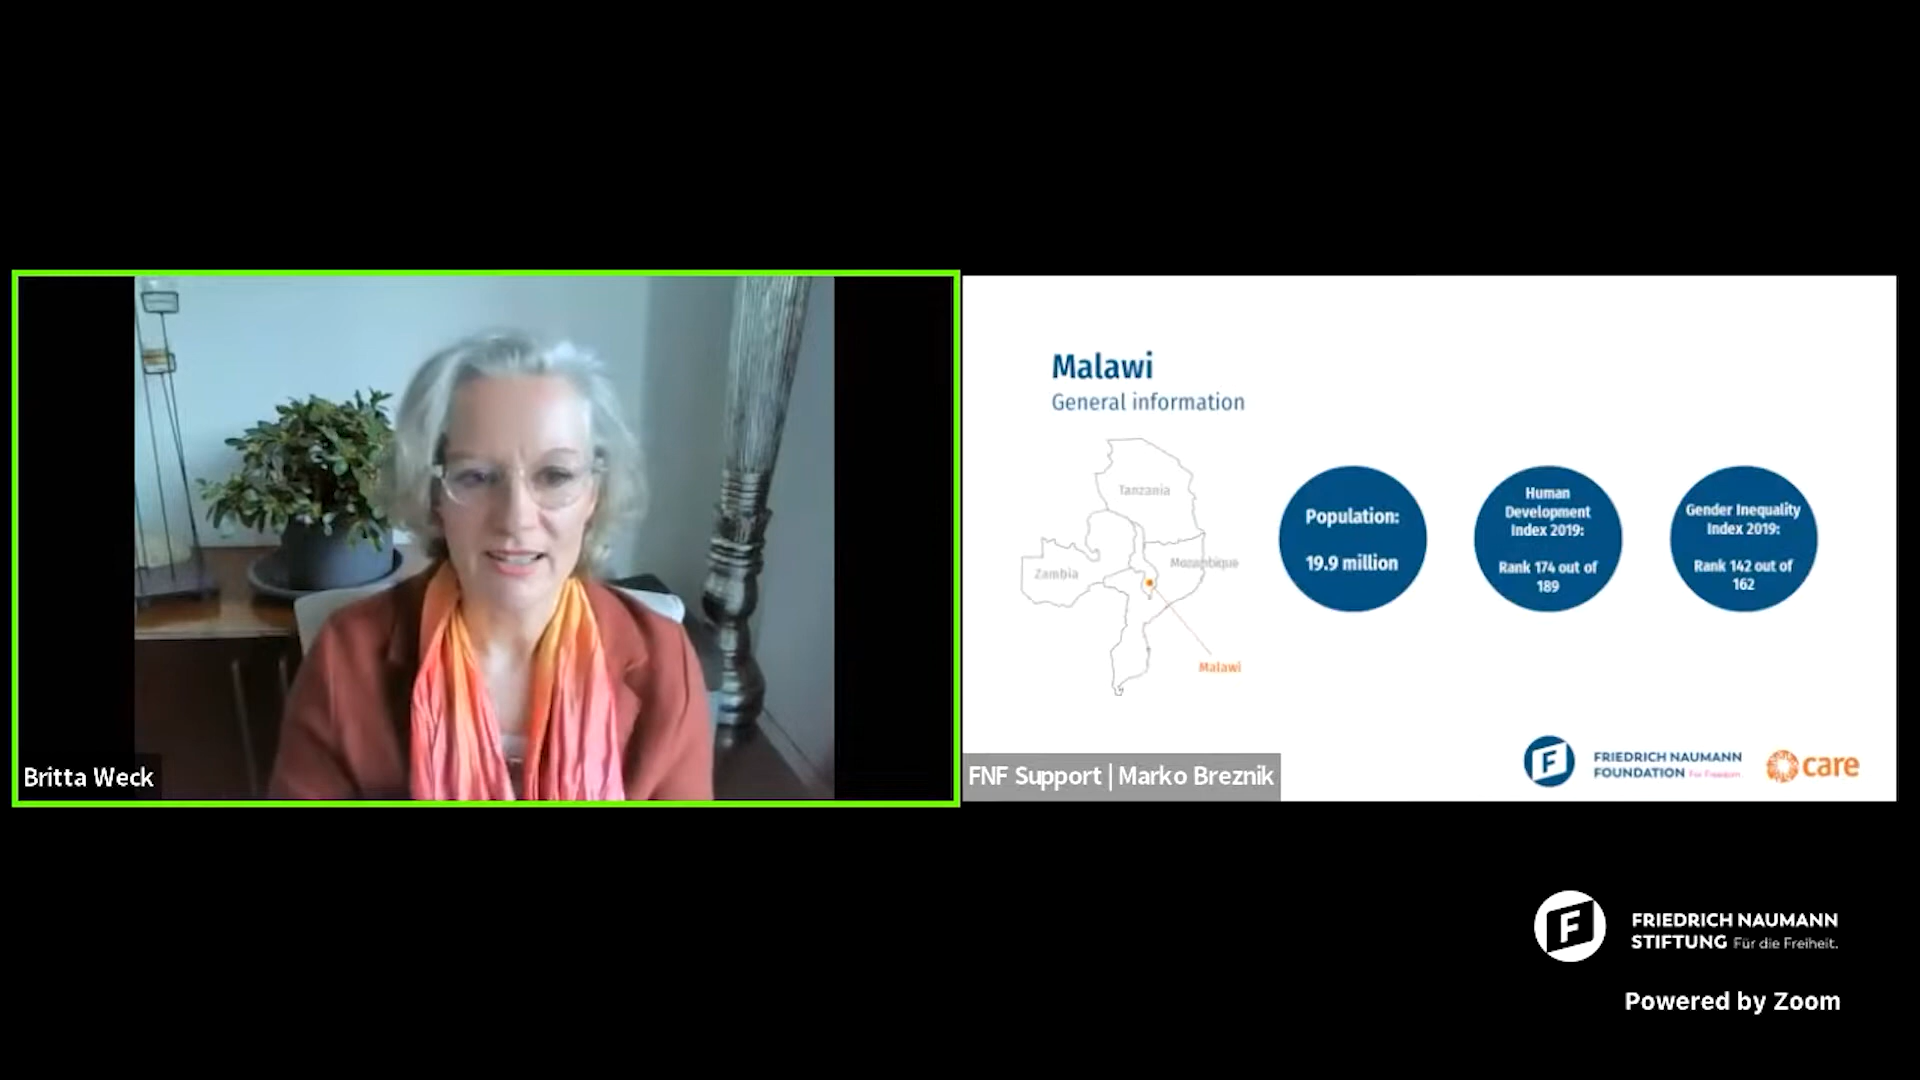 Britta Weck
Malawi
General information
Tanzania
Zambia
Mozambique
Malawi
Population:
19.9 million
Human
Development
Index 2019:
Rank 174 out of
189
Gender Inequality
Index 2019:
Rank 142 out of
162
FNF Support | Marko Breznik
F
FRIEDRICH NAUMANN
FOUNDATION For Freedom.
care
F
FRIEDRICH NAUMANN
STIFTUNG Für die Freiheit.
Powered by Zoom